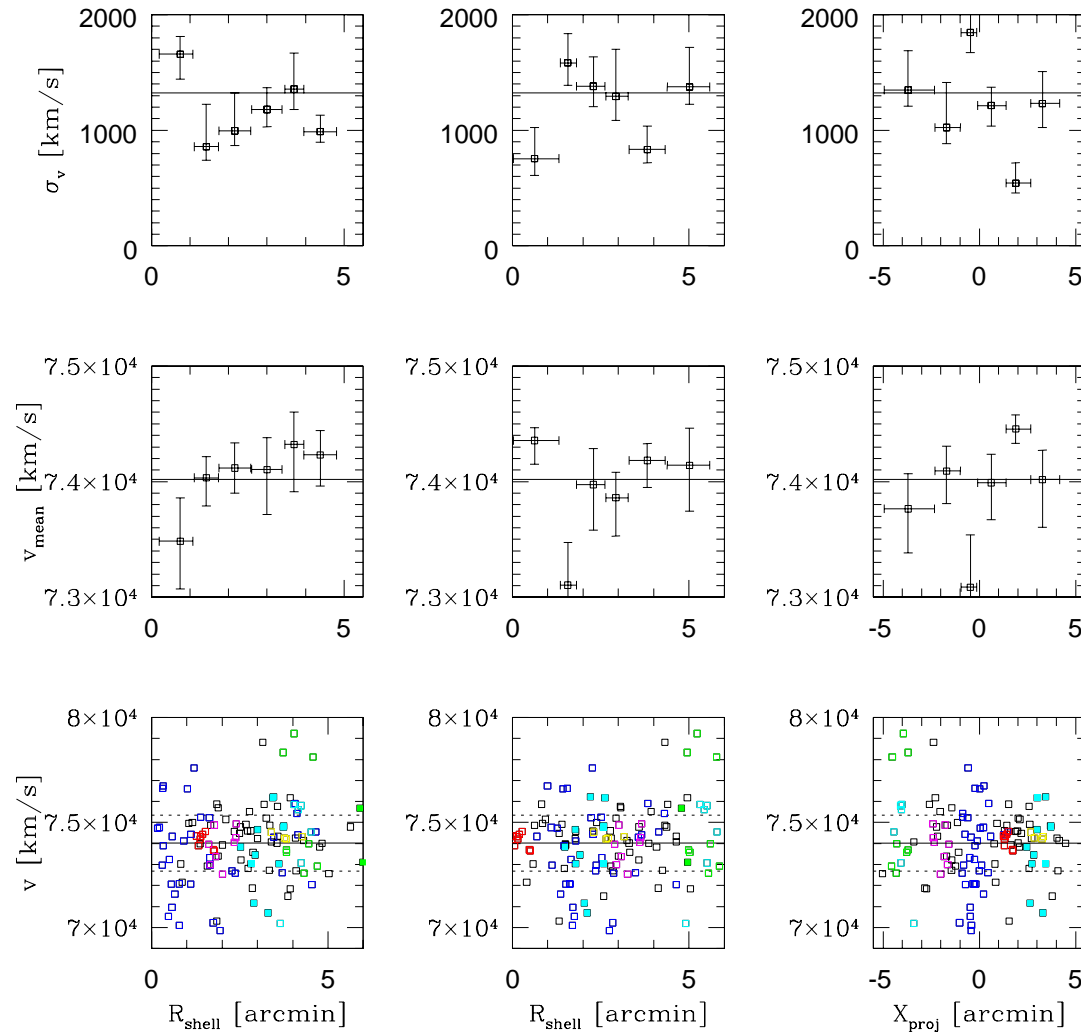 2000 2000 2000
σv [km/s]
1000 1000 1000
0 0 0
0 5 0 5 -5 0 5
7.5×10⁴ 7.5×10⁴ 7.5×10⁴
vmean [km/s]
7.4×10⁴ 7.4×10⁴ 7.4×10⁴
7.3×10⁴ 7.3×10⁴ 7.3×10⁴
0 5 0 5 -5 0 5
8×10⁴ 8×10⁴ 8×10⁴
v [km/s]
7.5×10⁴ 7.5×10⁴ 7.5×10⁴
7×10⁴ 7×10⁴ 7×10⁴
0 5 0 5 -5 0 5
Rshell [arcmin] Rshell [arcmin] Xproj [arcmin]